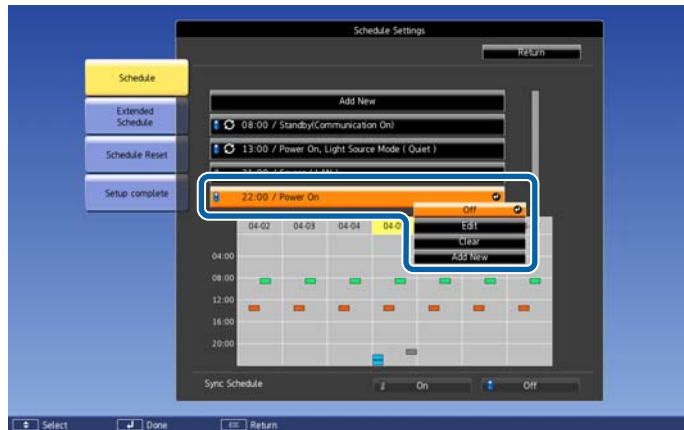 Schedule Settings
Return
Schedule
Extended
Schedule
Schedule Reset
Setup complete
Add New
08:00 / Standby(Communication On)
13:00 / Power On, Light Source Mode ( Quiet )
22:00 / Power On
Off
Edit
Clear
Add New
04-02 04-03 04-04
04:00
08:00
12:00
16:00
20:00
Sync Schedule On Off
Select Done Esc Return